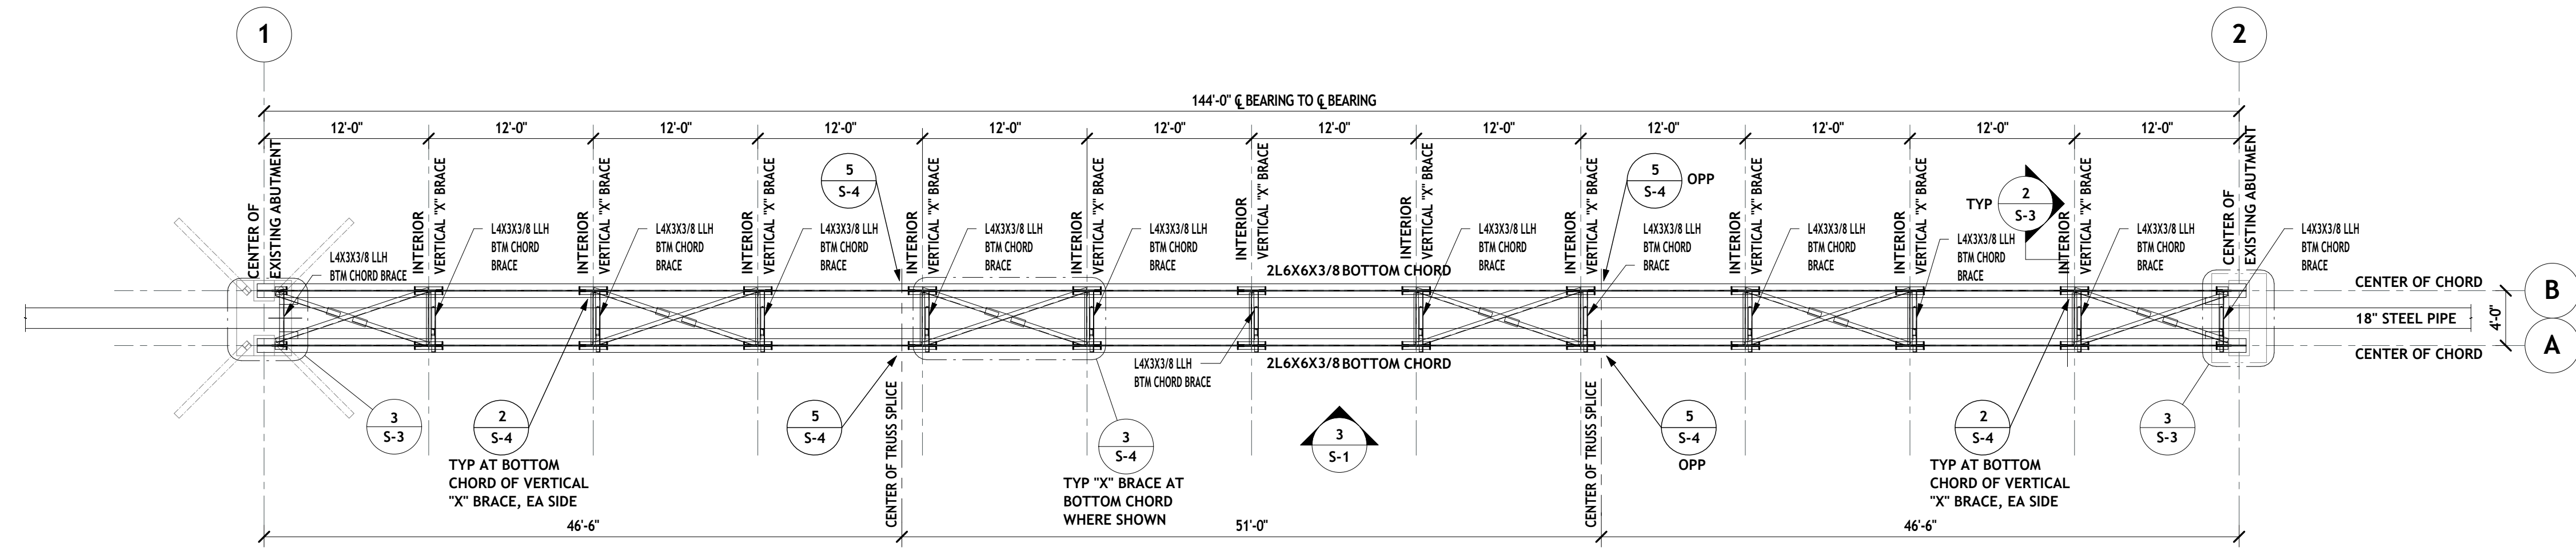 1
2
144'-0" ℄ BEARING TO ℄ BEARING
12'-0"
12'-0"
12'-0"
12'-0"
12'-0"
12'-0"
12'-0"
12'-0"
12'-0"
12'-0"
12'-0"
12'-0"
CENTER OF
EXISTING ABUTMENT
INTERIOR
VERTICAL "X" BRACE
INTERIOR
VERTICAL "X" BRACE
INTERIOR
VERTICAL "X" BRACE
INTERIOR
VERTICAL "X" BRACE
INTERIOR
VERTICAL "X" BRACE
INTERIOR
VERTICAL "X" BRACE
INTERIOR
VERTICAL "X" BRACE
INTERIOR
VERTICAL "X" BRACE
INTERIOR
VERTICAL "X" BRACE
INTERIOR
VERTICAL "X" BRACE
INTERIOR
VERTICAL "X" BRACE
CENTER OF
EXISTING ABUTMENT
5
S-4
5
S-4
OPP
TYP
2
S-3
L4X3X3/8 LLH
BTM CHORD BRACE
L4X3X3/8 LLH
BTM CHORD
BRACE
L4X3X3/8 LLH
BTM CHORD
BRACE
L4X3X3/8 LLH
BTM CHORD
BRACE
L4X3X3/8 LLH
BTM CHORD
BRACE
L4X3X3/8 LLH
BTM CHORD
BRACE
L4X3X3/8 LLH
BTM CHORD
BRACE
L4X3X3/8 LLH
BTM CHORD
BRACE
L4X3X3/8 LLH
BTM CHORD
BRACE
L4X3X3/8 LLH
BTM CHORD
BRACE
L4X3X3/8 LLH
BTM CHORD
BRACE
L4X3X3/8 LLH
BTM CHORD
BRACE
2L6X6X3/8 BOTTOM CHORD
CENTER OF CHORD
B
18" STEEL PIPE
4'-0"
A
CENTER OF CHORD
L4X3X3/8 LLH
BTM CHORD BRACE
2L6X6X3/8 BOTTOM CHORD
3
S-3
2
S-4
TYP AT BOTTOM
CHORD OF VERTICAL
"X" BRACE, EA SIDE
5
S-4
CENTER OF TRUSS SPLICE
3
S-4
TYP "X" BRACE AT
BOTTOM CHORD
WHERE SHOWN
3
S-1
CENTER OF TRUSS SPLICE
5
S-4
OPP
2
S-4
TYP AT BOTTOM
CHORD OF VERTICAL
"X" BRACE, EA SIDE
3
S-3
46'-6"
51'-0"
46'-6"